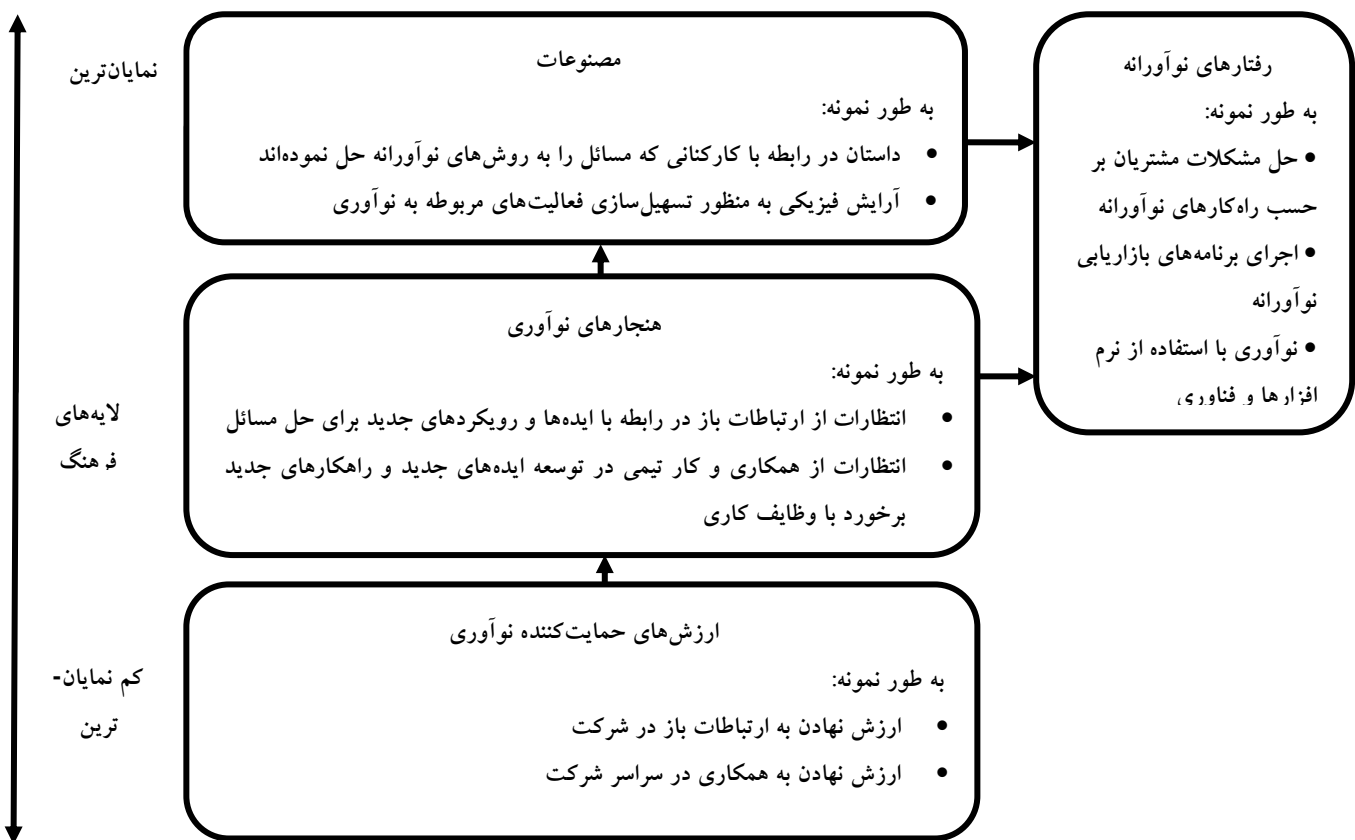 نمایان‌ترین
لایه‌های
فرهنگ
کم نمایان-
ترین
مصنوعات
به طور نمونه:
• داستان در رابطه با کارکنانی که مسائل را به روش‌های نوآورانه حل نموده‌اند
• آرایش فیزیکی به منظور تسهیل‌سازی فعالیت‌های مربوطه به نوآوری
هنجارهای نوآوری
به طور نمونه:
• انتظارات از ارتباطات باز در رابطه با ایده‌ها و رویکردهای جدید برای حل مسائل
• انتظارات از همکاری و کار تیمی در توسعه ایده‌های جدید و راهکارهای جدید
برخورد با وظایف کاری
ارزش‌های حمایت‌کننده نوآوری
به طور نمونه:
• ارزش نهادن به ارتباطات باز در شرکت
• ارزش نهادن به همکاری در سراسر شرکت
رفتارهای نوآورانه
به طور نمونه:
• حل مشکلات مشتریان بر
حسب راه‌کارهای نوآورانه
• اجرای برنامه‌های بازاریابی
نوآورانه
• نوآوری با استفاده از نرم
افزارها و فناوری